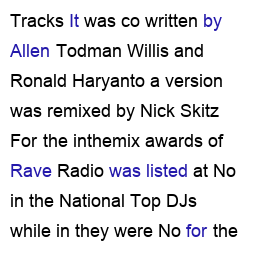 Tracks It was co written by
Allen Todman Willis and
Ronald Haryanto a version
was remixed by Nick Skitz
For the inthemix awards of
Rave Radio was listed at No
in the National Top DJs
while in they were No for the